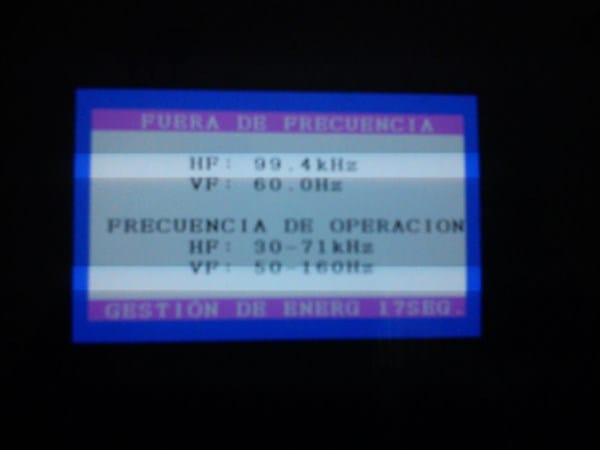 FUERA DE FRECUENCIA
HF: 99.4kHz
VF: 60.0Hz
FRECUENCIA DE OPERACION
HF: 30-71kHz
VF: 50-160Hz
GESTIÓN DE ENERG 17SEG.